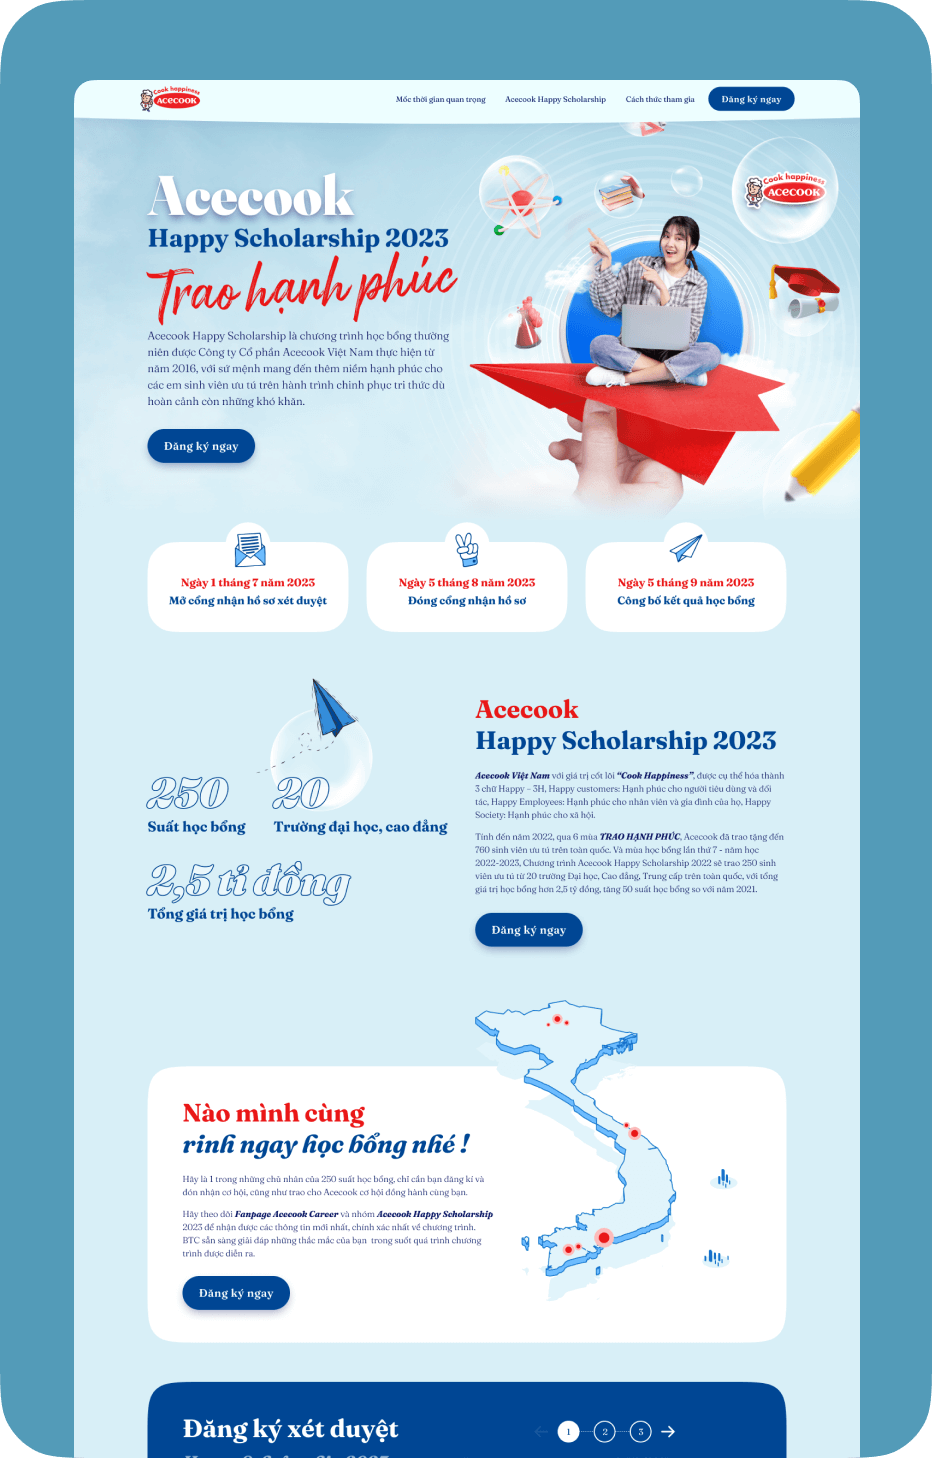 Cook happiness
ACECOOK
Mốc thời gian quan trọng
Acecook Happy Scholarship
Cách thức tham gia
Đăng ký ngay
Cook happiness
ACECOOK
Acecook
Happy Scholarship 2023
Trao hạnh phúc
Acecook Happy Scholarship là chương trình học bổng thường
niên được Công ty Cổ phần Acecook Việt Nam thực hiện từ
năm 2016, với sứ mệnh mang đến thêm niềm hạnh phúc cho
các em sinh viên ưu tú trên hành trình chinh phục tri thức dù
hoàn cảnh còn những khó khăn.
Đăng ký ngay
Ngày 1 tháng 7 năm 2023
Mở cổng nhận hồ sơ xét duyệt
Ngày 5 tháng 8 năm 2023
Đóng cổng nhận hồ sơ
Ngày 5 tháng 9 năm 2023
Công bố kết quả học bổng
250
Suất học bổng
20
Trường đại học, cao đẳng
2,5 tỉ đồng
Tổng giá trị học bổng
Acecook
Happy Scholarship 2023
Acecook Việt Nam với giá trị cốt lõi “Cook Happiness”, được cụ thể hóa thành
3 chữ Happy – 3H, Happy customers: Hạnh phúc cho người tiêu dùng và đối
tác, Happy Employees: Hạnh phúc cho nhân viên và gia đình của họ, Happy
Society: Hạnh phúc cho xã hội.
Tính đến năm 2022, qua 6 mùa TRAO HẠNH PHÚC, Acecook đã trao tặng đến
760 sinh viên ưu tú trên toàn quốc. Và mùa học bổng lần thứ 7 - năm học
2022-2023, Chương trình Acecook Happy Scholarship 2022 sẽ trao 250 sinh
viên ưu tú từ 20 trường Đại học, Cao đẳng, Trung cấp trên toàn quốc, với tổng
giá trị học bổng hơn 2,5 tỷ đồng, tăng 50 suất học bổng so với năm 2021.
Đăng ký ngay
Nào mình cùng
rinh ngay học bổng nhé !
Hãy là 1 trong những chủ nhân của 250 suất học bổng, chỉ cần bạn đăng kí và
đón nhận cơ hội, cũng như trao cho Acecook cơ hội đồng hành cùng bạn.
Hãy theo dõi Fanpage Acecook Career và nhóm Acecook Happy Scholarship
2023 để nhận được các thông tin mới nhất, chính xác nhất về chương trình.
BTC sẵn sàng giải đáp những thắc mắc của bạn trong suốt quá trình chương
trình được diễn ra.
Đăng ký ngay
Đăng ký xét duyệt
1 2 3